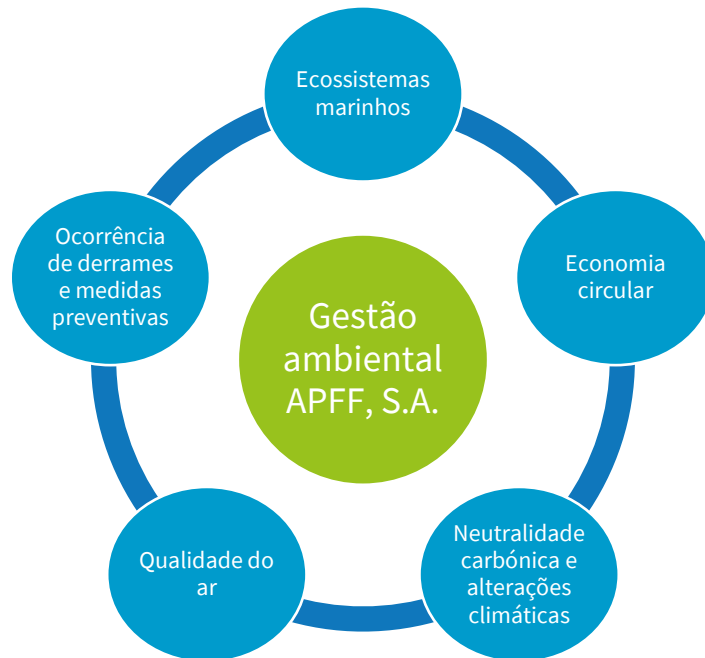 Ecossistemas
marinhos
Economia
circular
Neutralidade
carbónica e
alterações
climáticas
Qualidade do
ar
Ocorrência
de derrames
e medidas
preventivas
Gestão
ambiental
APFF, S.A.